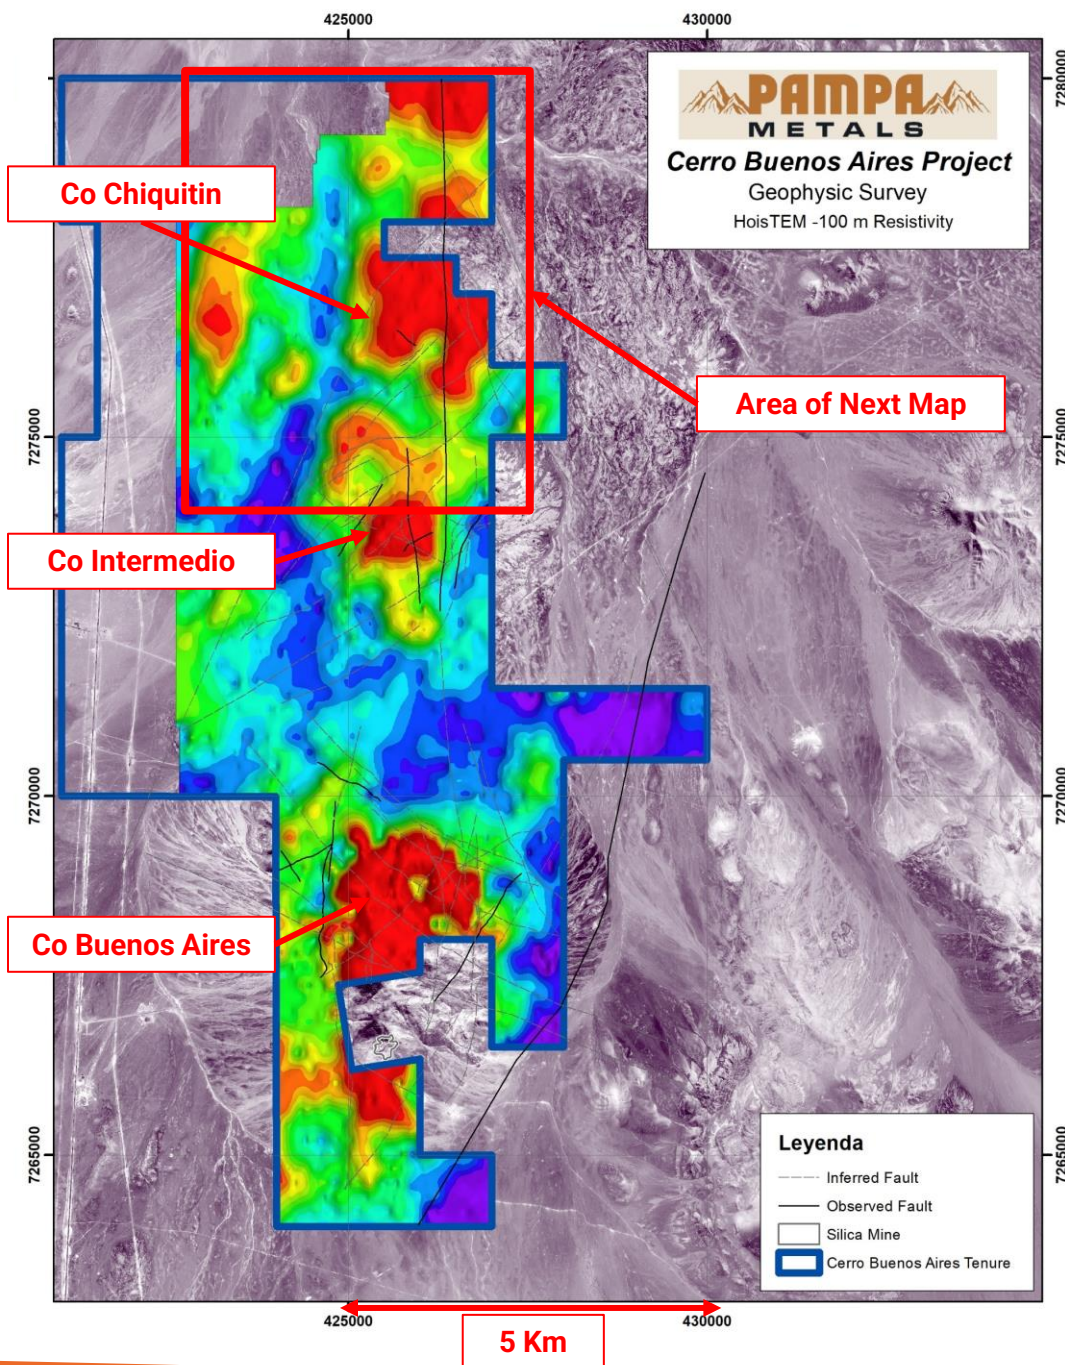 425000
430000
7280000
7280000
PAMPA
METALS
Cerro Buenos Aires Project
Geophysic Survey
HoisTEM -100 m Resistivity
Co Chiquitin
Area of Next Map
7275000
7275000
Co Intermedio
7270000
7270000
Co Buenos Aires
7265000
7265000
Leyenda
Inferred Fault
Observed Fault
Silica Mine
Cerro Buenos Aires Tenure
425000
430000
5 Km